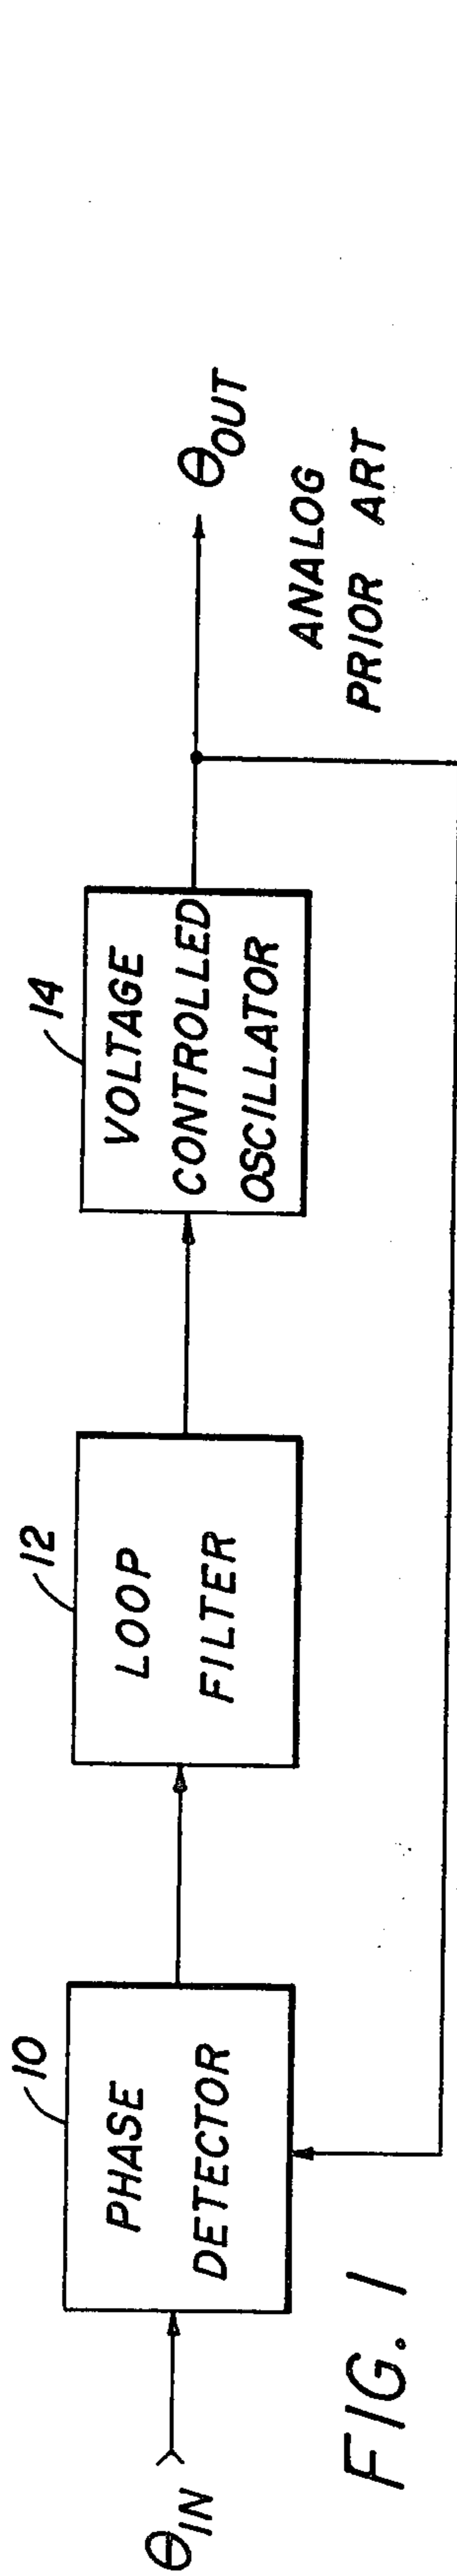 θIN
10
PHASE
DETECTOR
12
LOOP
FILTER
14
VOLTAGE
CONTROLLED
OSCILLATOR
θOUT
ANALOG
PRIOR ART
FIG. 1